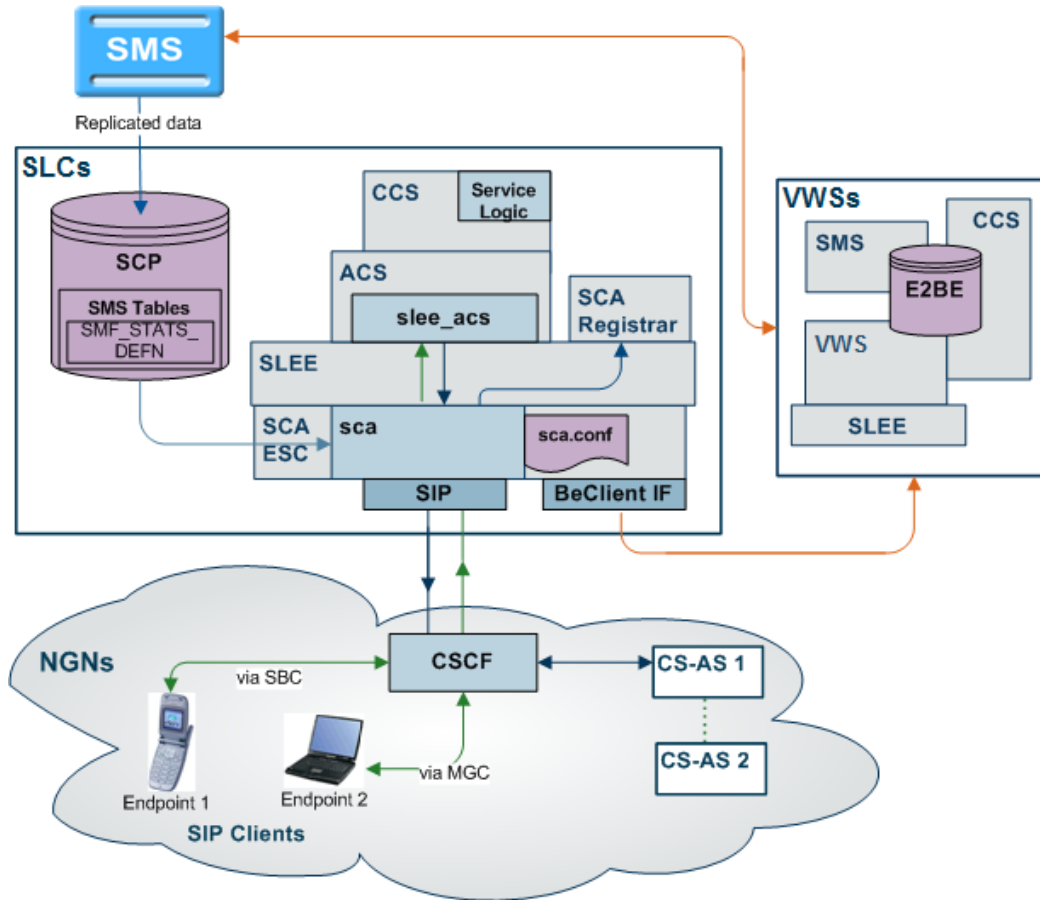 SMS
Replicated data
SLCs
SCP
SMS Tables
SMF_STATS_
DEFN
CCS
Service
Logic
ACS
slee_acs
SCA
Registrar
SLEE
SCA
ESC
sca
sca.conf
SIP
BeClient IF
VWSs
SMS
CCS
E2BE
VWS
SLEE
NGNs
CSCF
via SBC
CS-AS 1
via MGC
CS-AS 2
Endpoint 1
Endpoint 2
SIP Clients